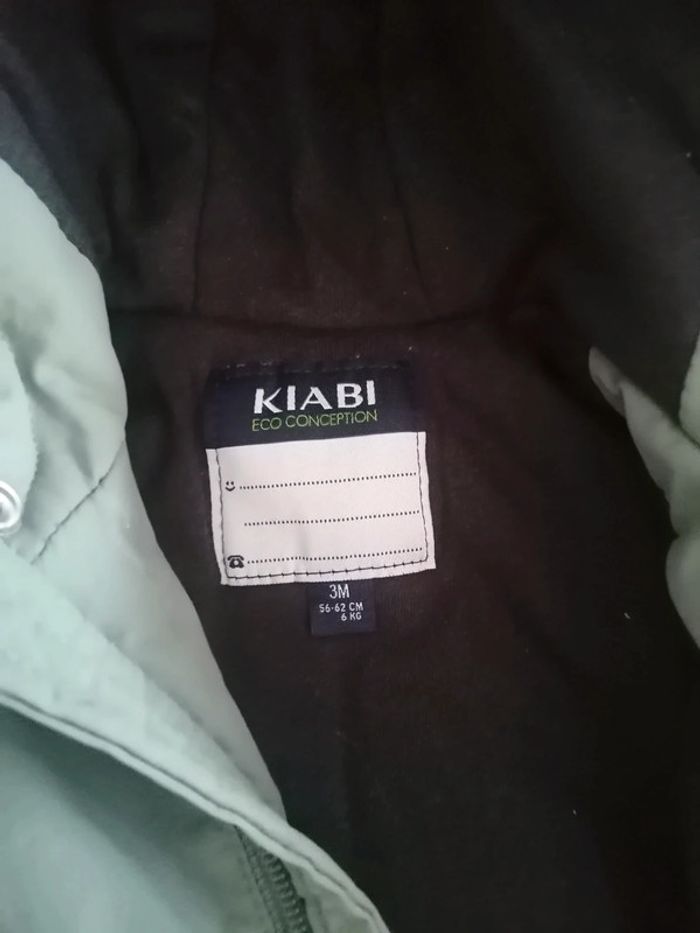 KIABI
ECO CONCEPTION
3M
56-62 CM
6 KG